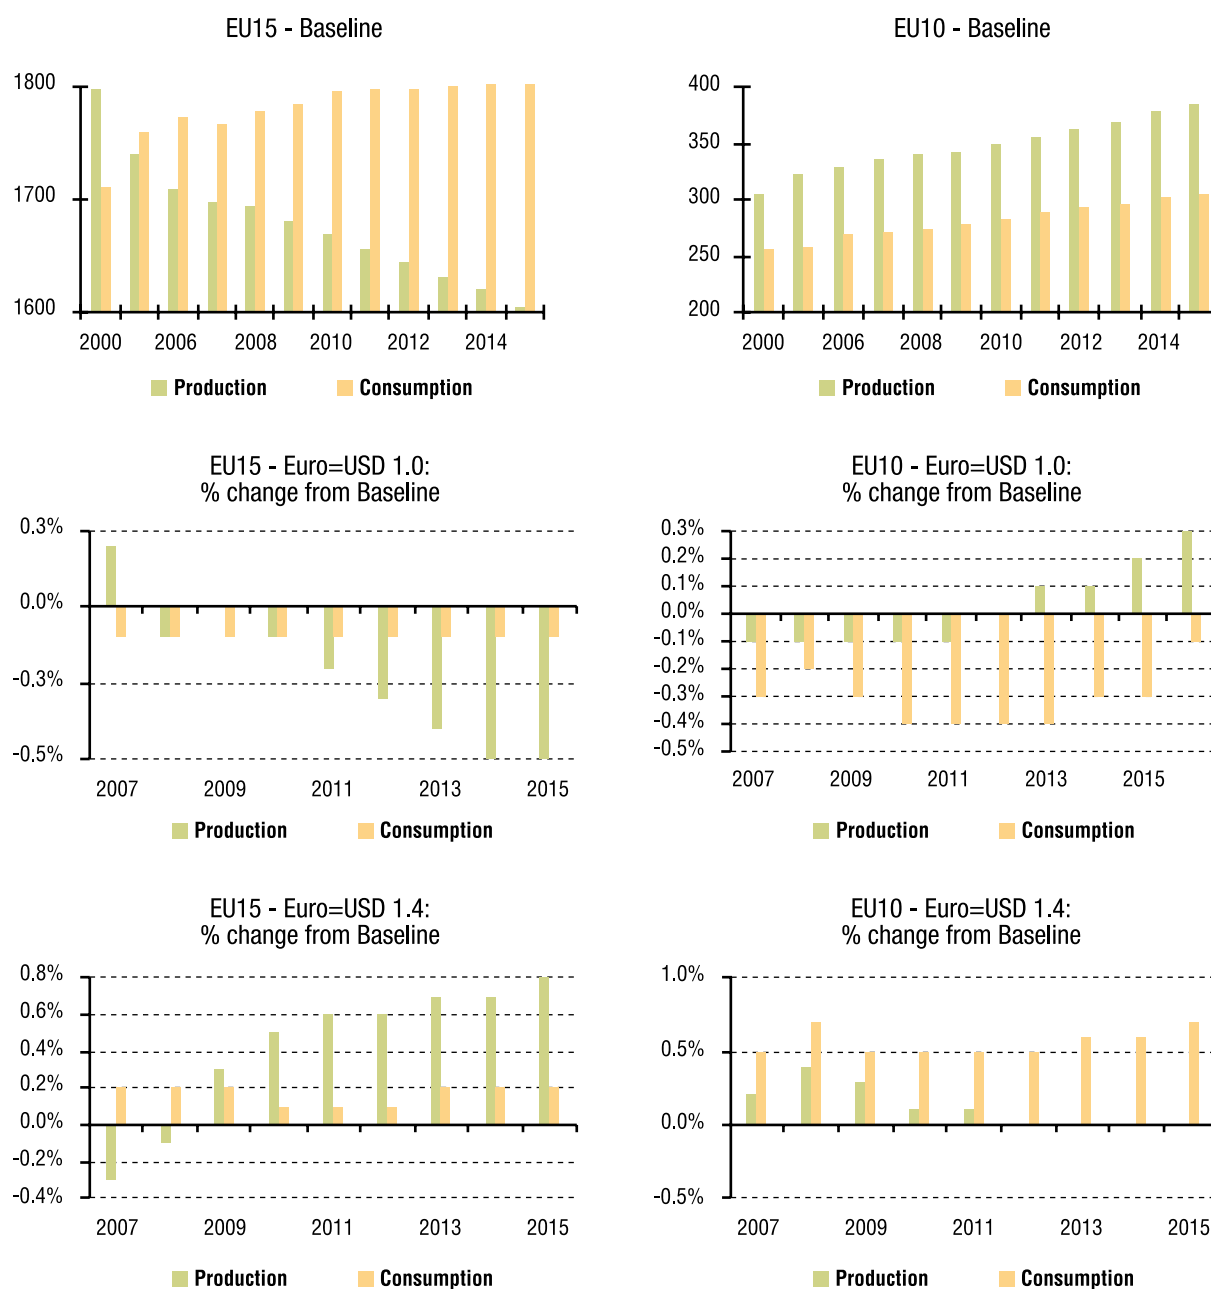 EU15 - Baseline
1800
1700
1600
2000 2006 2008 2010 2012 2014
Production Consumption
EU10 - Baseline
400
350
300
250
200
2000 2006 2008 2010 2012 2014
Production Consumption
EU15 - Euro=USD 1.0:
% change from Baseline
0.3%
0.0%
-0.3%
-0.5%
2007 2009 2011 2013 2015
Production Consumption
EU10 - Euro=USD 1.0:
% change from Baseline
0.3%
0.2%
0.1%
0.0%
-0.1%
-0.2%
-0.3%
-0.4%
-0.5%
2007 2009 2011 2013 2015
Production Consumption
EU15 - Euro=USD 1.4:
% change from Baseline
0.8%
0.6%
0.4%
0.2%
0.0%
-0.2%
-0.4%
2007 2009 2011 2013 2015
Production Consumption
EU10 - Euro=USD 1.4:
% change from Baseline
1.0%
0.5%
0.0%
-0.5%
2007 2009 2011 2013 2015
Production Consumption